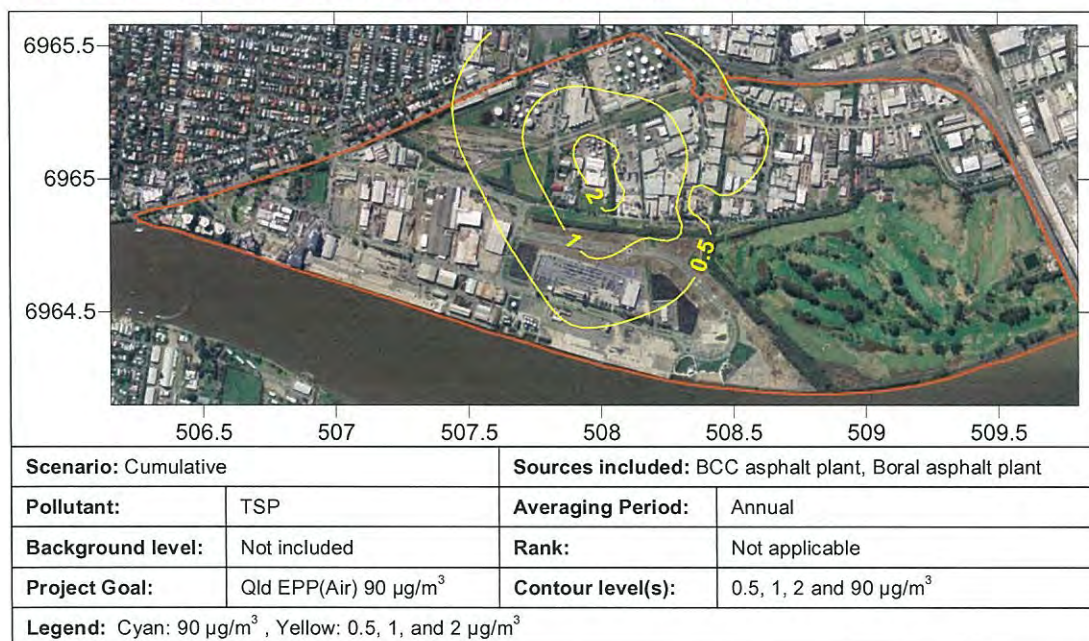 6965.5
6965
6964.5
2
1
0.5
506.5 507 507.5 508 508.5 509 509.5
Scenario: Cumulative Sources included: BCC asphalt plant, Boral asphalt plant
Pollutant: TSP Averaging Period: Annual
Background level: Not included Rank: Not applicable
Project Goal: Qld EPP(Air) 90 µg/m³ Contour level(s): 0.5, 1, 2 and 90 µg/m³
Legend: Cyan: 90 µg/m³ , Yellow: 0.5, 1, and 2 µg/m³